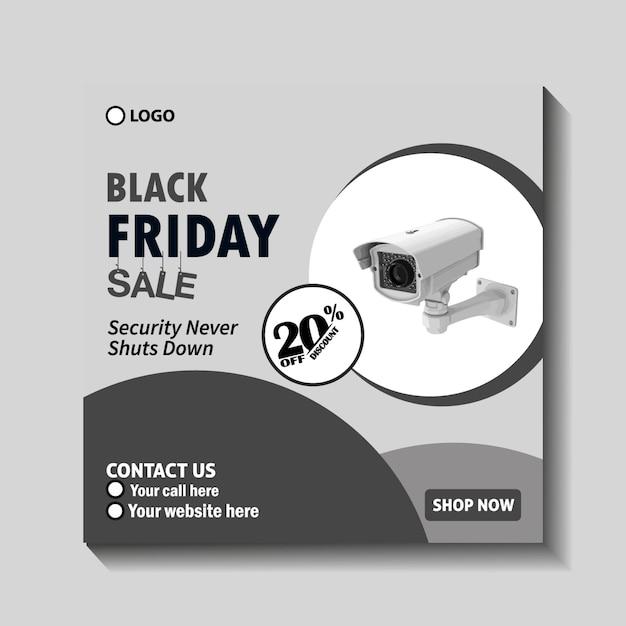 LOGO
BLACK
FRIDAY
SALE
Security Never
Shuts Down
20%
OFF DISCOUNT
CONTACT US
Your call here
Your website here
SHOP NOW